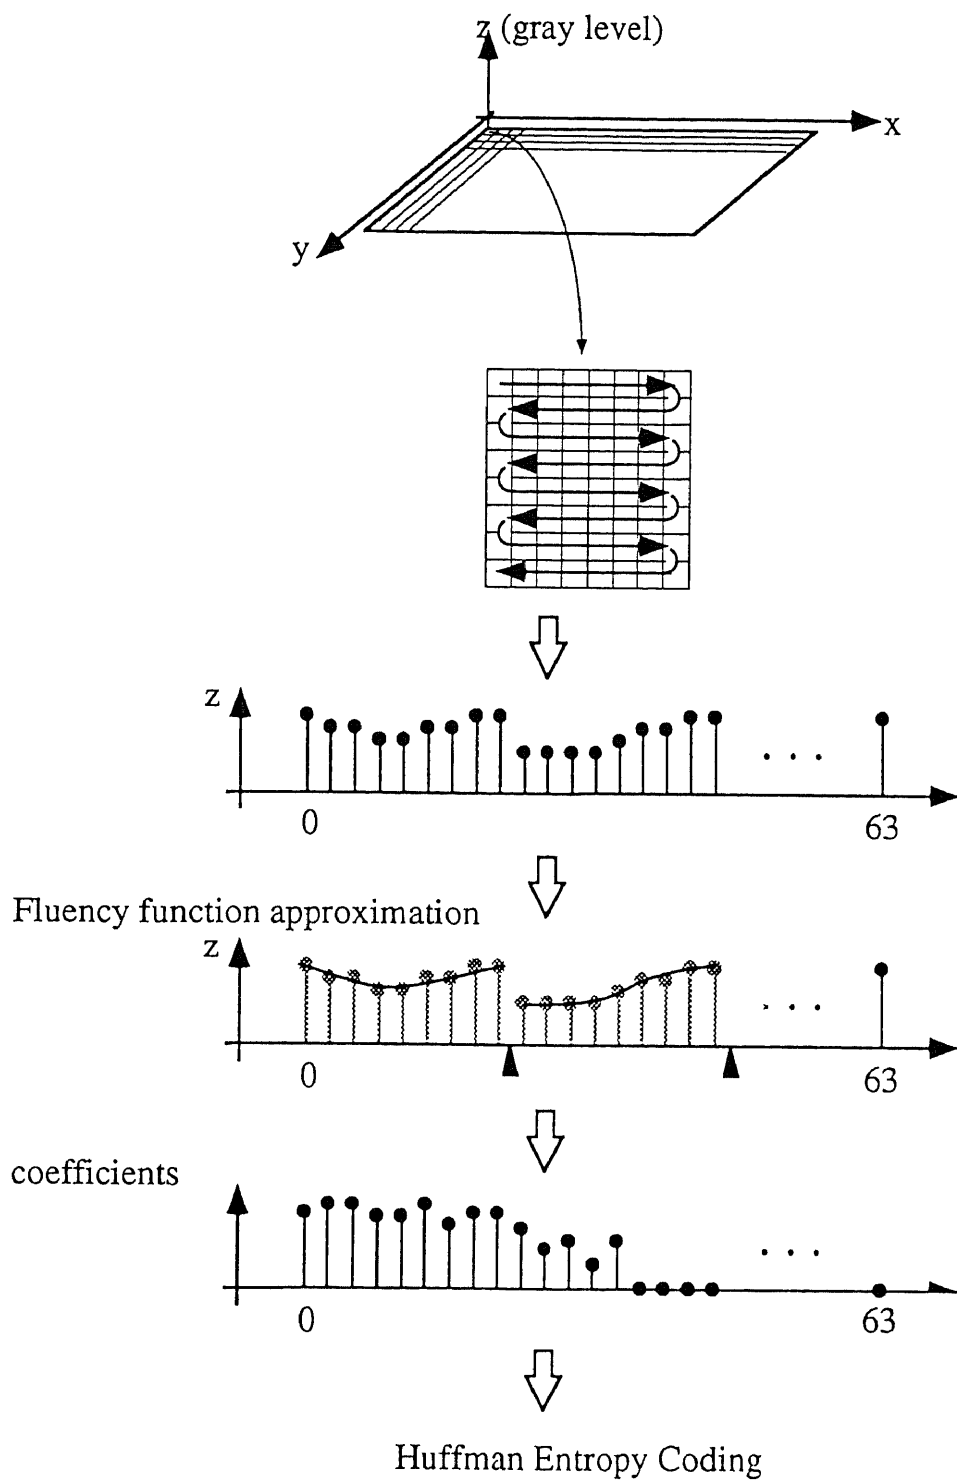 z (gray level)
x
y
z
0
63
Fluency function approximation
z
0
63
coefficients
0
63
Huffman Entropy Coding